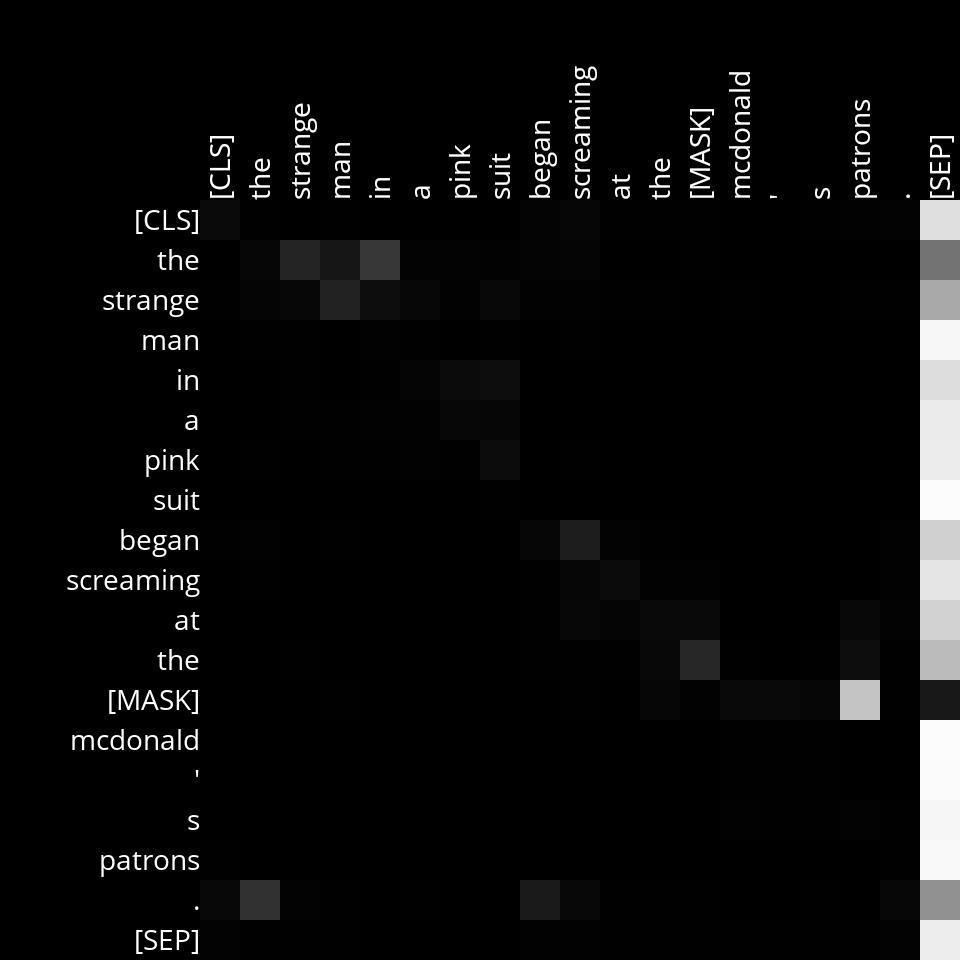 [CLS] the strange man in a pink suit began screaming at the [MASK] mcdonald ' s patrons . [SEP]
[CLS]
the
strange
man
in
a
pink
suit
began
screaming
at
the
[MASK]
mcdonald
'
s
patrons
.
[SEP]